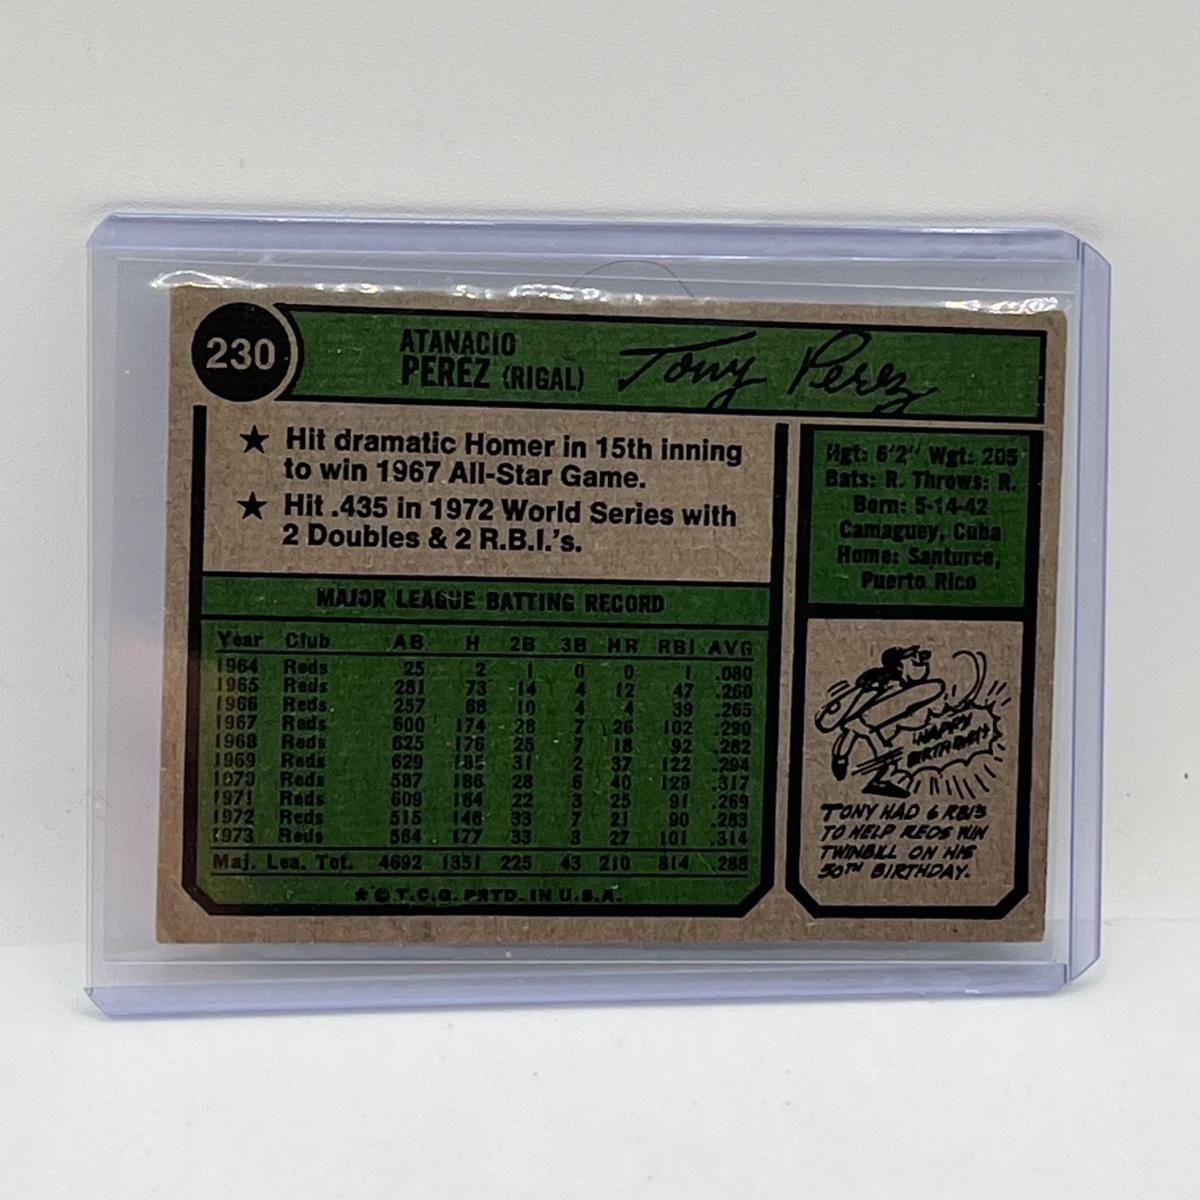 230
ATANACIO
PEREZ (RIGAL)
Tony Perez
★ Hit dramatic Homer in 15th inning
to win 1967 All-Star Game.
★ Hit .435 in 1972 World Series with
2 Doubles & 2 R.B.I.'s.
Hgt: 6'2" Wgt: 205
Bats: R. Throws: R.
Born: 5-14-42
Camaguey, Cuba
Home: Santurce,
Puerto Rico
MAJOR LEAGUE BATTING RECORD
Year Club AB H 2B 3B HR RBI AVG
1964 Reds 25 2 1 0 0 1 .080
1965 Reds 281 73 14 4 12 47 .260
1966 Reds 257 68 10 4 4 39 .265
1967 Reds 600 174 28 7 26 102 .290
1968 Reds 625 176 25 7 18 92 .282
1969 Reds 629 185 31 2 37 122 .294
1970 Reds 587 186 28 6 40 129 .317
1971 Reds 609 164 22 3 25 91 .269
1972 Reds 515 146 33 7 21 90 .283
1973 Reds 564 177 33 3 27 101 .314
Maj. Lea. Tot. 4692 1351 225 43 210 814 .288
★ © T.C.G. PRTD. IN U.S.A.
HAPPY
BIRTHDAY!
TONY HAD 6 RBI'S
TO HELP REDS WIN
TWINBILL ON HIS
30TH BIRTHDAY.